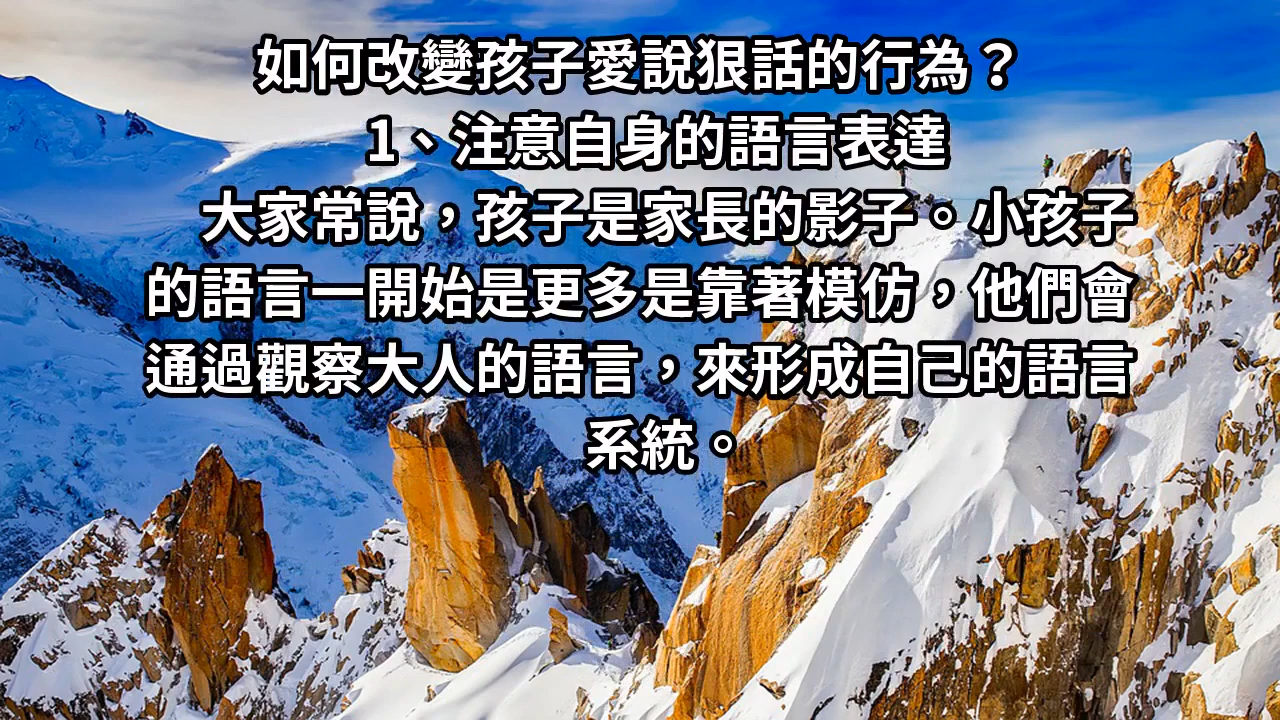 如何改變孩子愛說狠話的行為？
1、注意自身的語言表達
大家常說，孩子是家長的影子。小孩子
的語言一開始是更多是靠著模仿，他們會
通過觀察大人的語言，來形成自己的語言
系統。